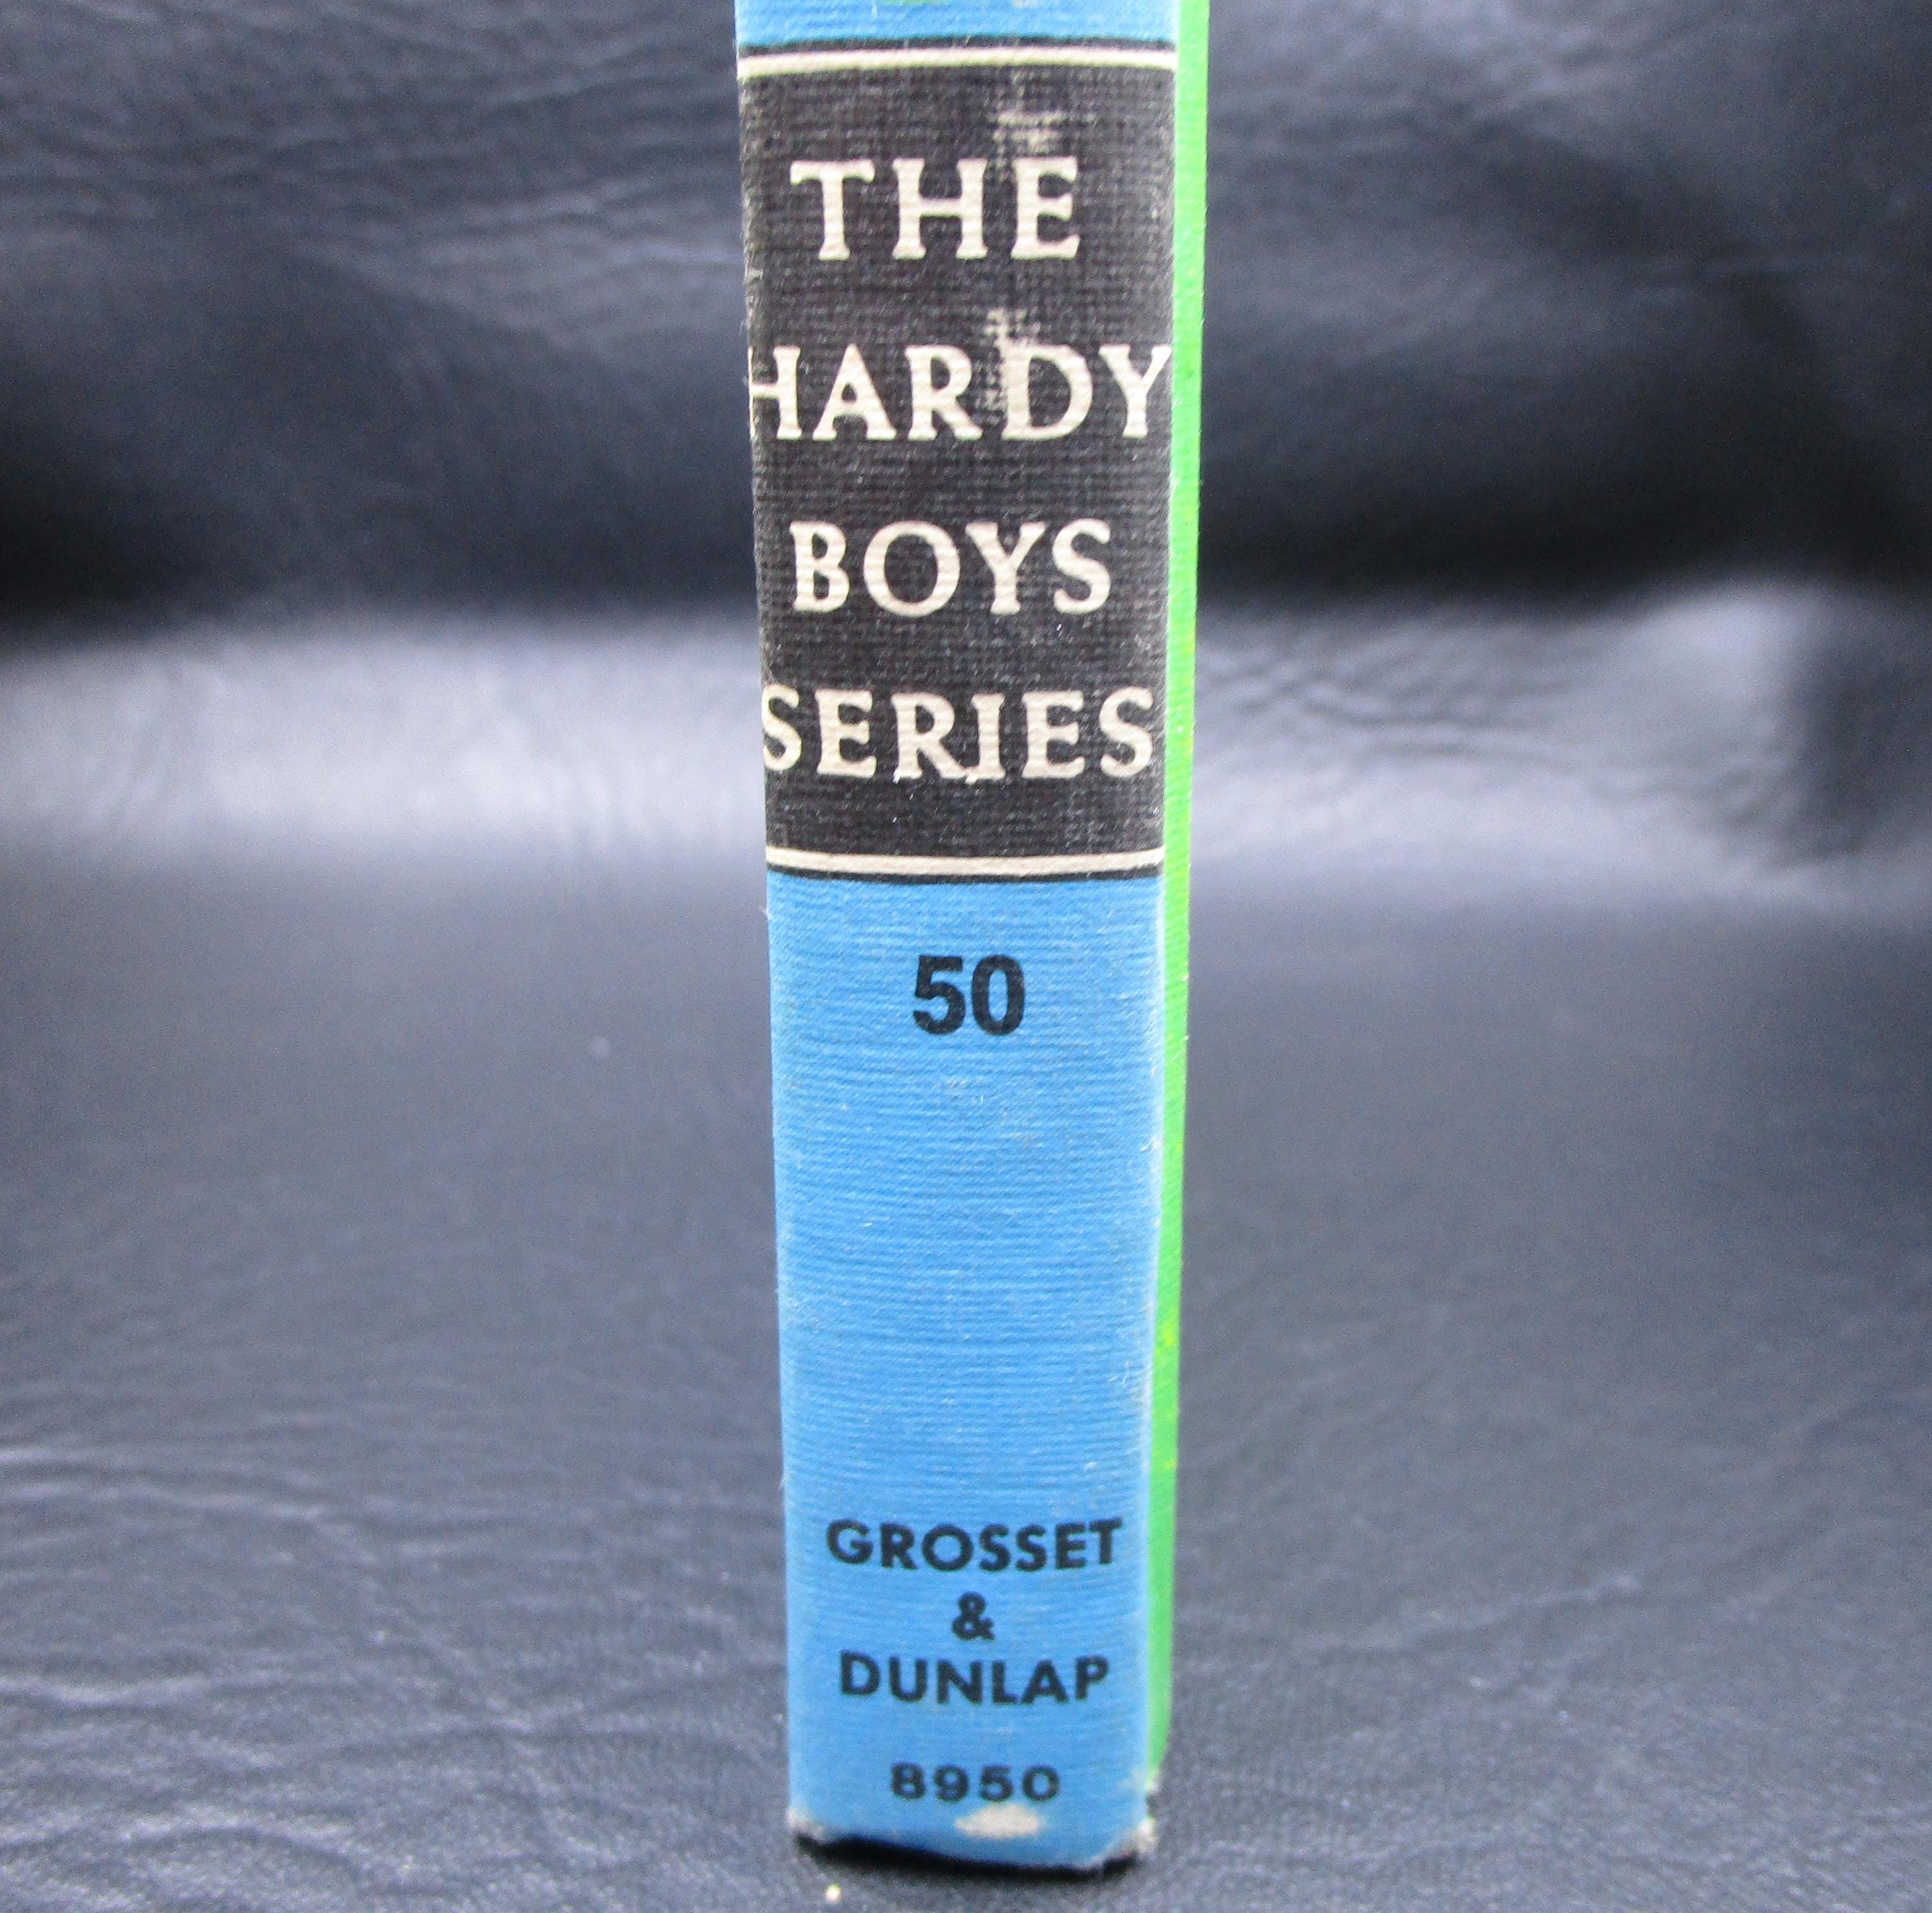 THE
HARDY
BOYS
SERIES
50
GROSSET
&
DUNLAP
8950